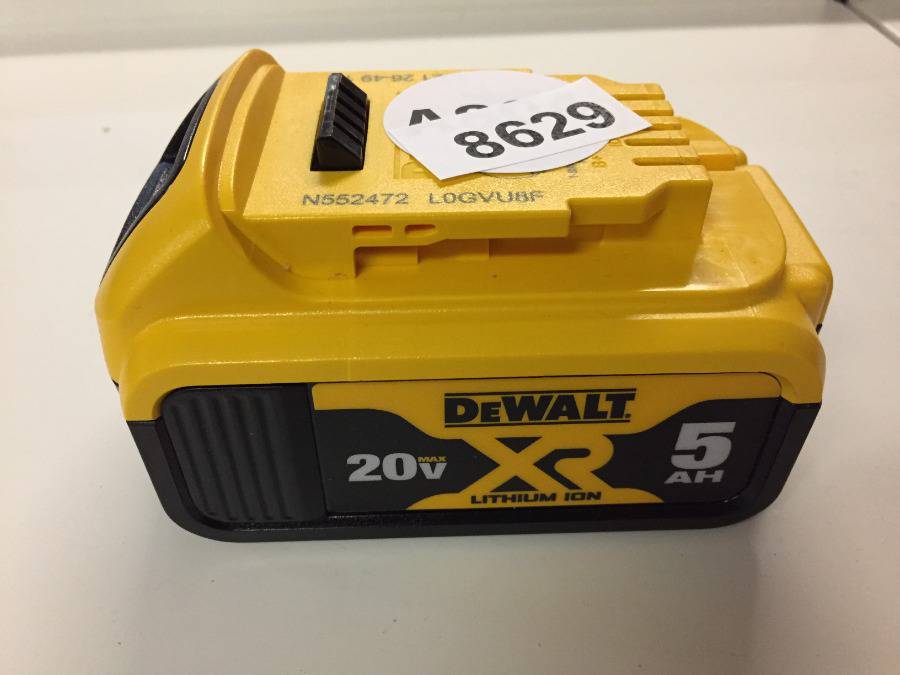 8629
N552472 L0GVU8F
DEWALT
20V MAX
XR
LITHIUM ION
5
AH